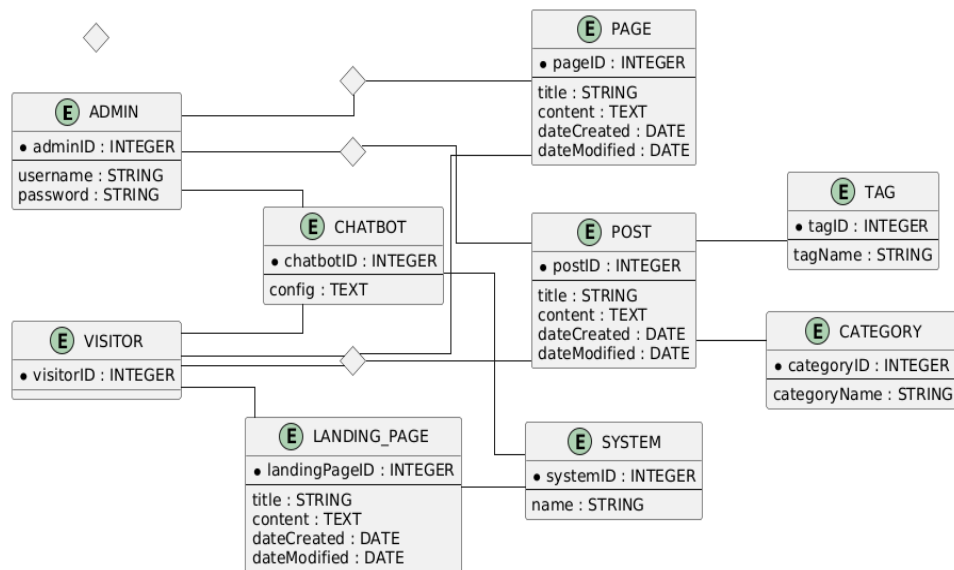 E PAGE
pageID : INTEGER
title : STRING
content : TEXT
dateCreated : DATE
dateModified : DATE
E ADMIN
adminID : INTEGER
username : STRING
password : STRING
E TAG
tagID : INTEGER
tagName : STRING
E CHATBOT
chatbotID : INTEGER
config : TEXT
E POST
postID : INTEGER
title : STRING
content : TEXT
dateCreated : DATE
dateModified : DATE
E VISITOR
visitorID : INTEGER
E CATEGORY
categoryID : INTEGER
categoryName : STRING
E LANDING_PAGE
landingPageID : INTEGER
title : STRING
content : TEXT
dateCreated : DATE
dateModified : DATE
E SYSTEM
systemID : INTEGER
name : STRING